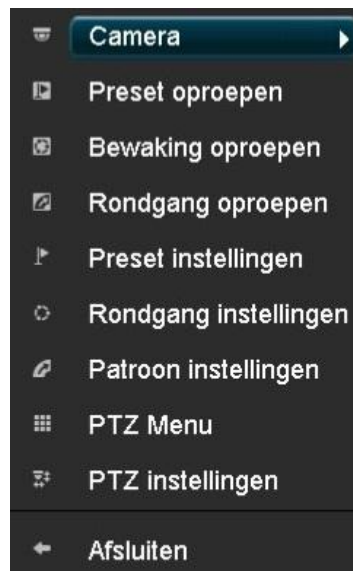 Camera
Preset oproepen
Bewaking oproepen
Rondgang oproepen
Preset instellingen
Rondgang instellingen
Patroon instellingen
PTZ Menu
PTZ instellingen
Afsluiten